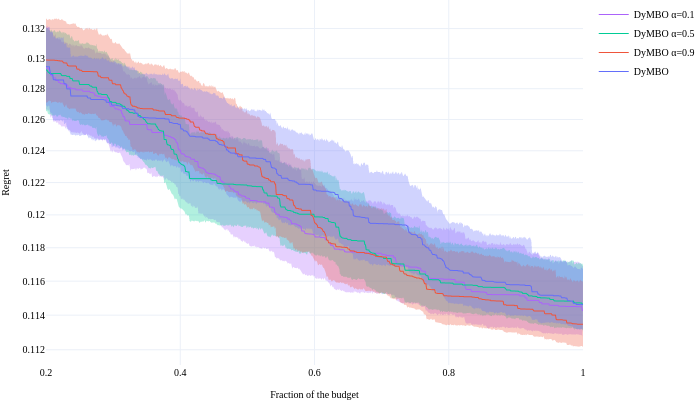 DyMBO α=0.1
DyMBO α=0.5
DyMBO α=0.9
DyMBO
Regret
0.132
0.13
0.128
0.126
0.124
0.122
0.12
0.118
0.116
0.114
0.112
0.2
0.4
0.6
0.8
1
Fraction of the budget